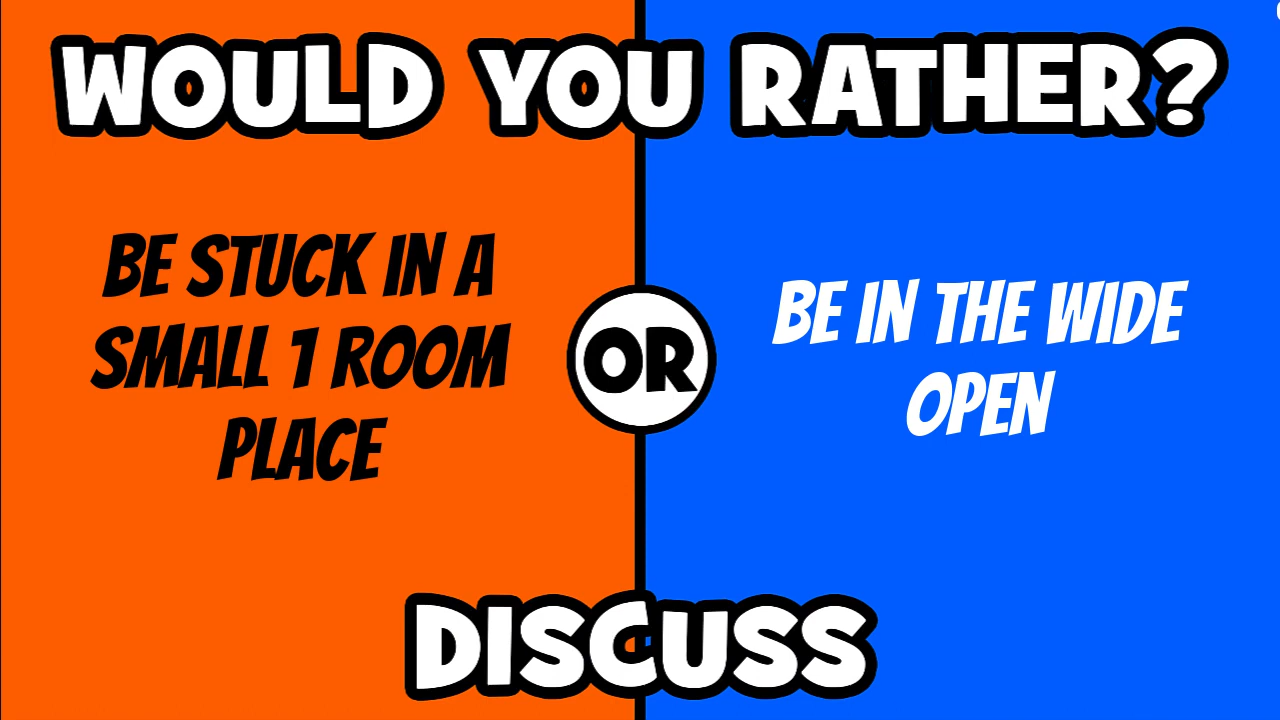 WOULD YOU RATHER?
BE STUCK IN A
SMALL 1 ROOM
PLACE
OR
BE IN THE WIDE
OPEN
DISCUSS